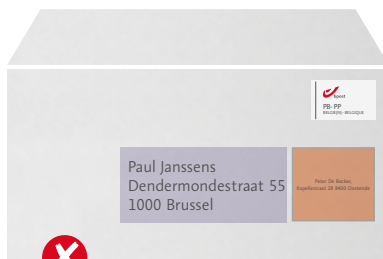 bpost
PB- PP
BELGIE(N) - BELGIQUE
Paul Janssens
Dendermondestraat 55
1000 Brussel
Peter De Backer,
Kapellestraat 28 8400 Oostende